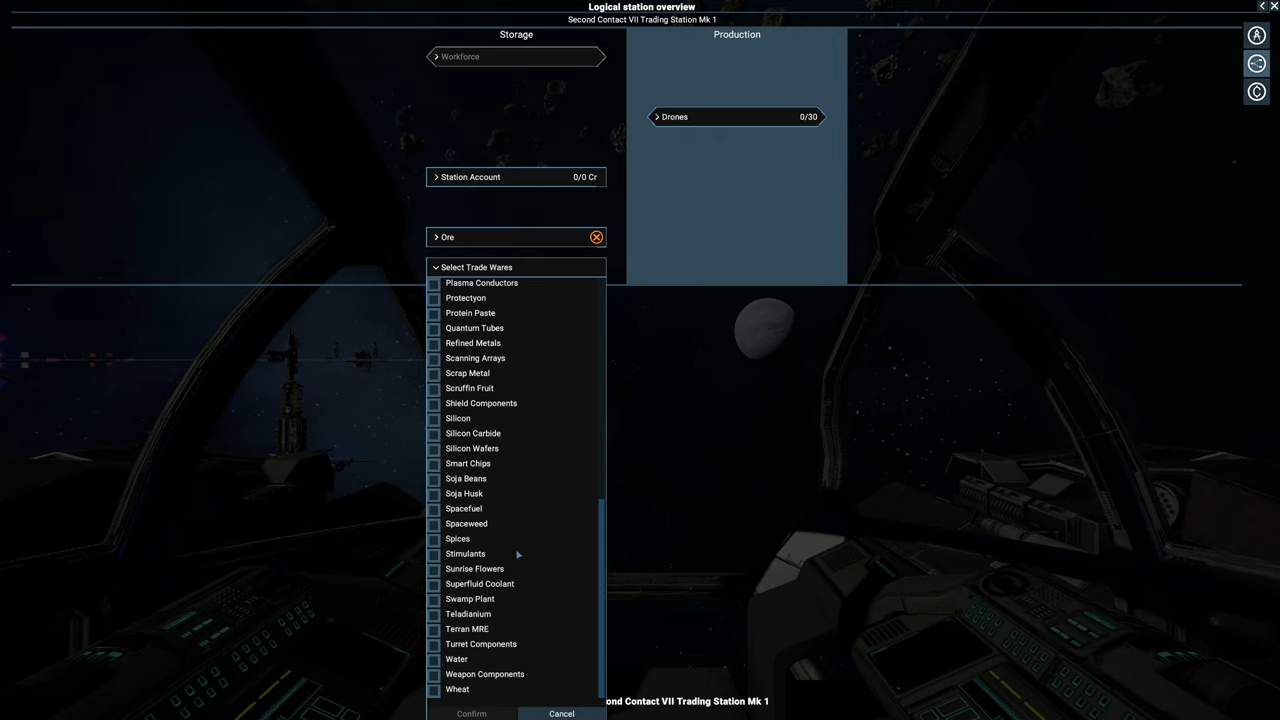 Logical station overview
Second Contact VII Trading Station Mk 1
Storage
Production
Workforce
Drones 0/30
Station Account 0/0 Cr
Ore
Select Trade Wares
Plasma Conductors
Protectyon
Protein Paste
Quantum Tubes
Refined Metals
Scanning Arrays
Scrap Metal
Scruffin Fruit
Shield Components
Silicon
Silicon Carbide
Silicon Wafers
Smart Chips
Soja Beans
Soja Husk
Spacefuel
Spaceweed
Spices
Stimulants
Sunrise Flowers
Superfluid Coolant
Swamp Plant
Teladianium
Terran MRE
Turret Components
Water
Weapon Components
Wheat
ond Contact VII Trading Station Mk 1
Confirm Cancel